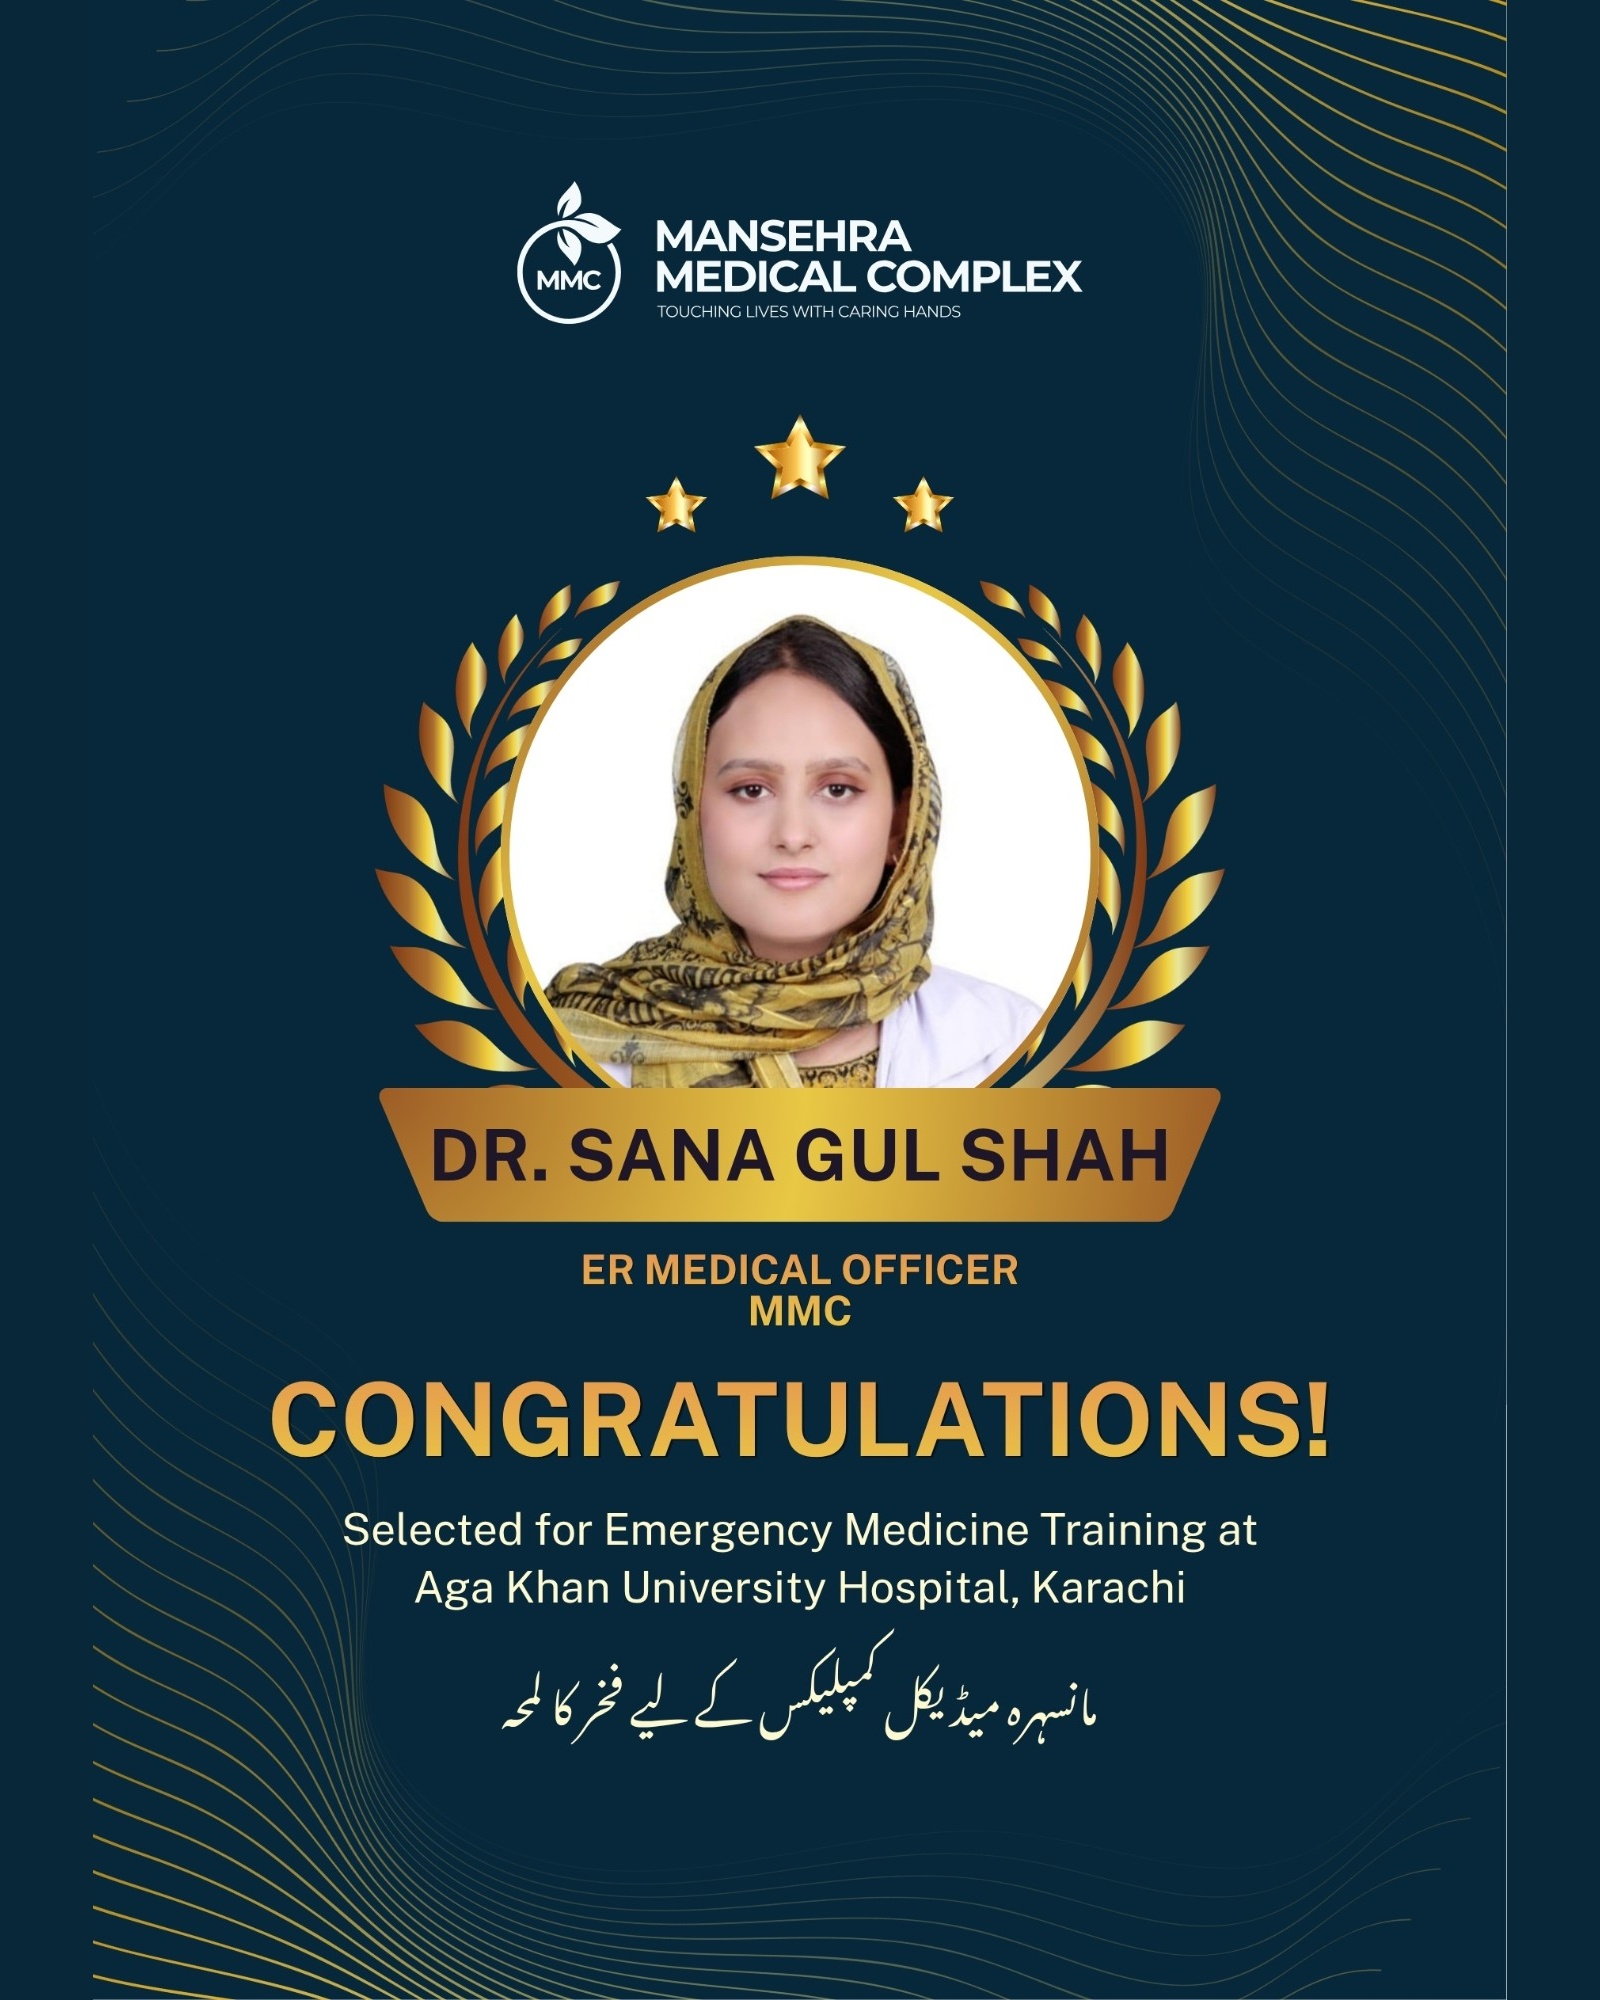 MMC
MANSEHRA
MEDICAL COMPLEX
TOUCHING LIVES WITH CARING HANDS
DR. SANA GUL SHAH
ER MEDICAL OFFICER
MMC
CONGRATULATIONS!
Selected for Emergency Medicine Training at
Aga Khan University Hospital, Karachi
مانسہرہ میڈیکل کمپلیکس کے لیے فخر کا لمحہ